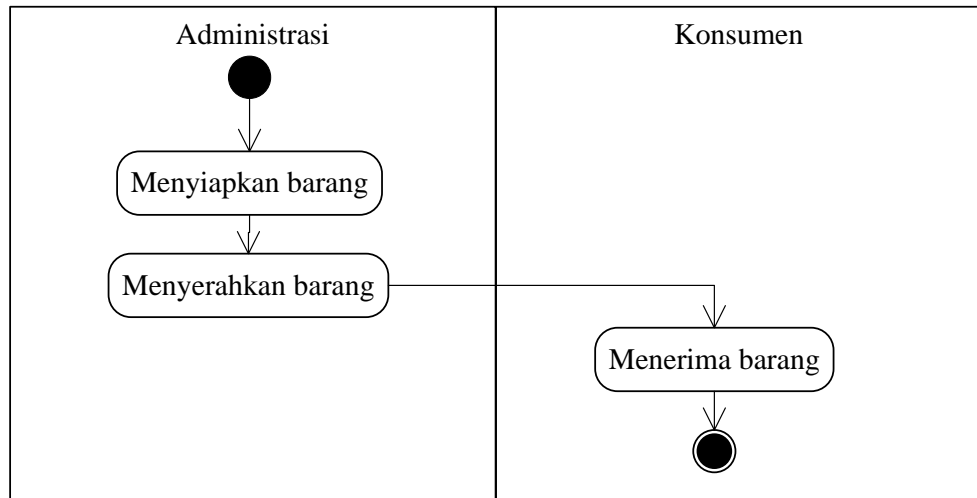 Administrasi
Konsumen
Menyiapkan barang
Menyerahkan barang
Menerima barang